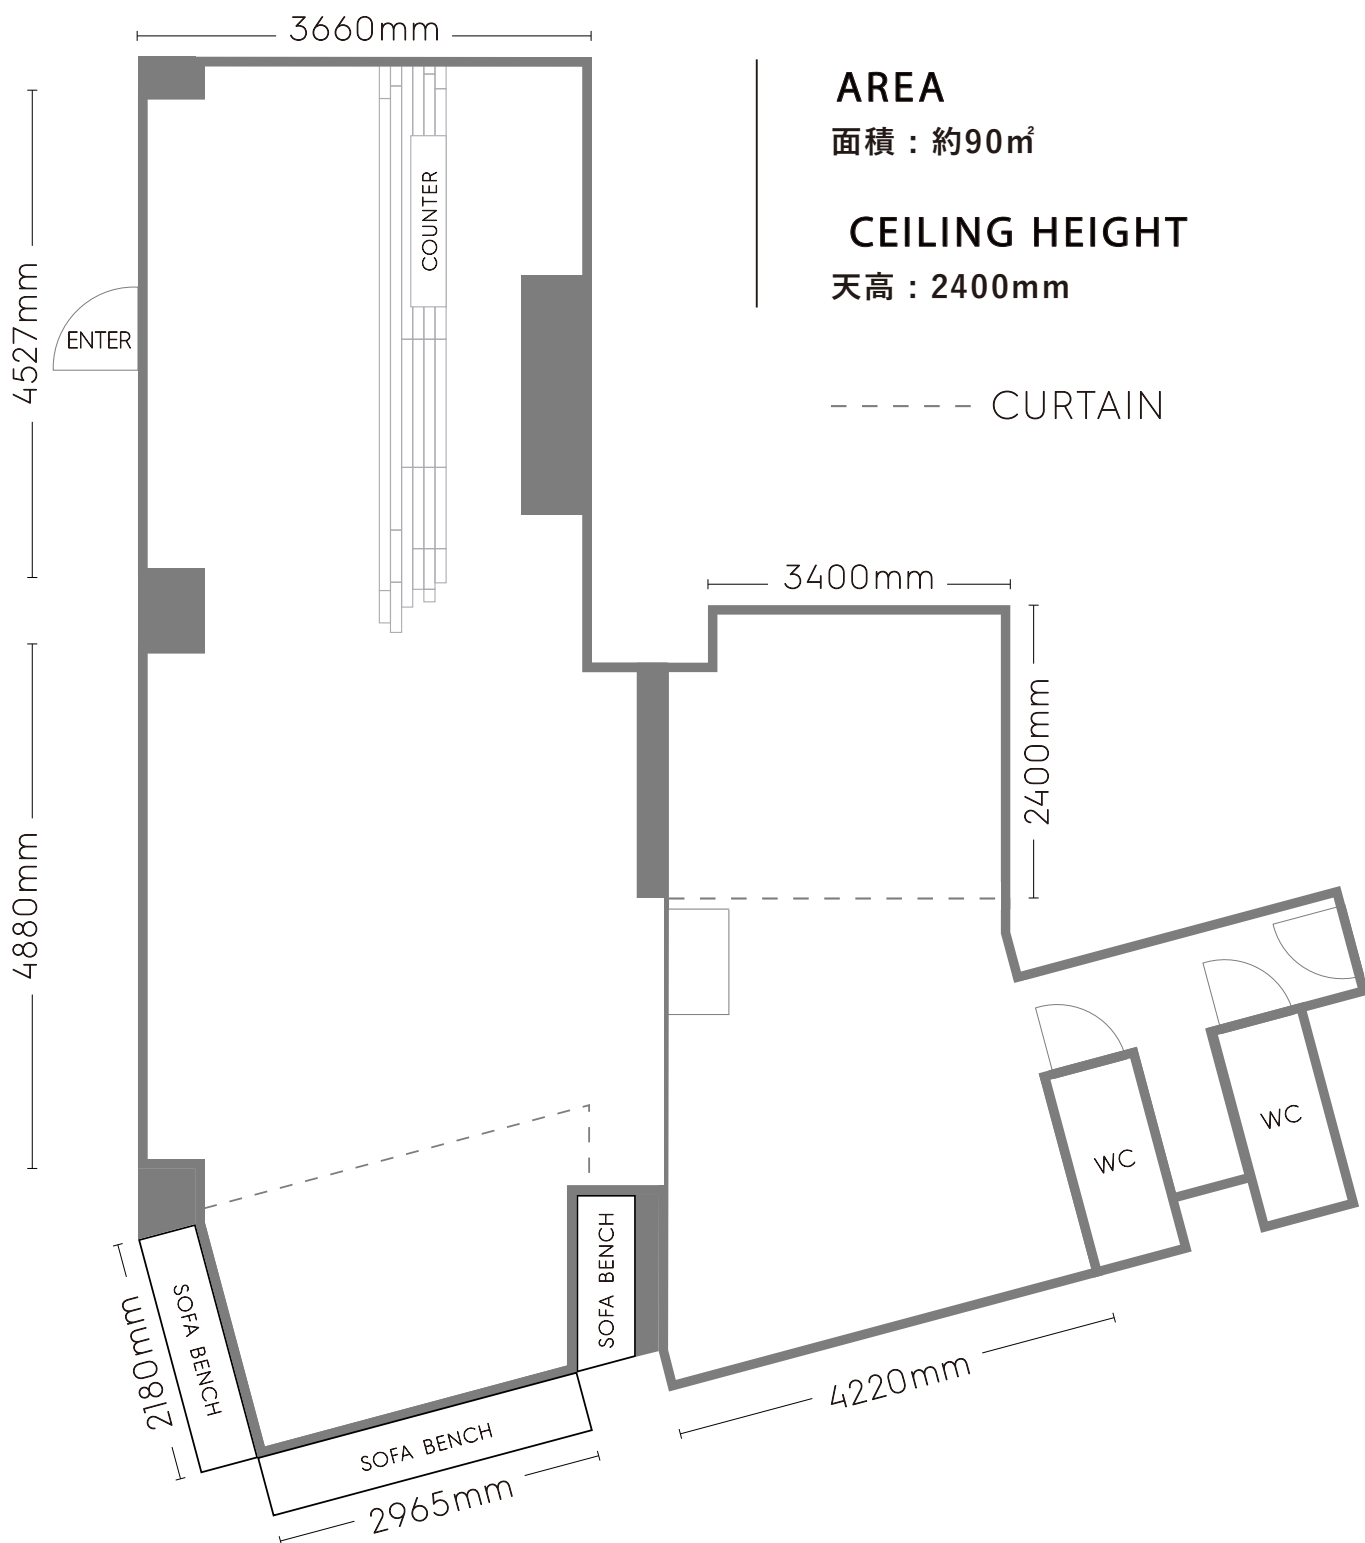 3660mm
AREA
面積：約90㎡
COUNTER
CEILING HEIGHT
天高：2400mm
4527mm
ENTER
CURTAIN
3400mm
2400mm
4880mm
WC
WC
SOFA BENCH
SOFA BENCH
2180mm
4220mm
SOFA BENCH
2965mm